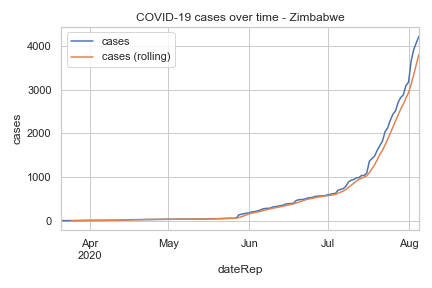 COVID-19 cases over time - Zimbabwe
cases
cases (rolling)
4000
3000
2000
1000
0
cases
Apr
2020
May
Jun
Jul
Aug
dateRep